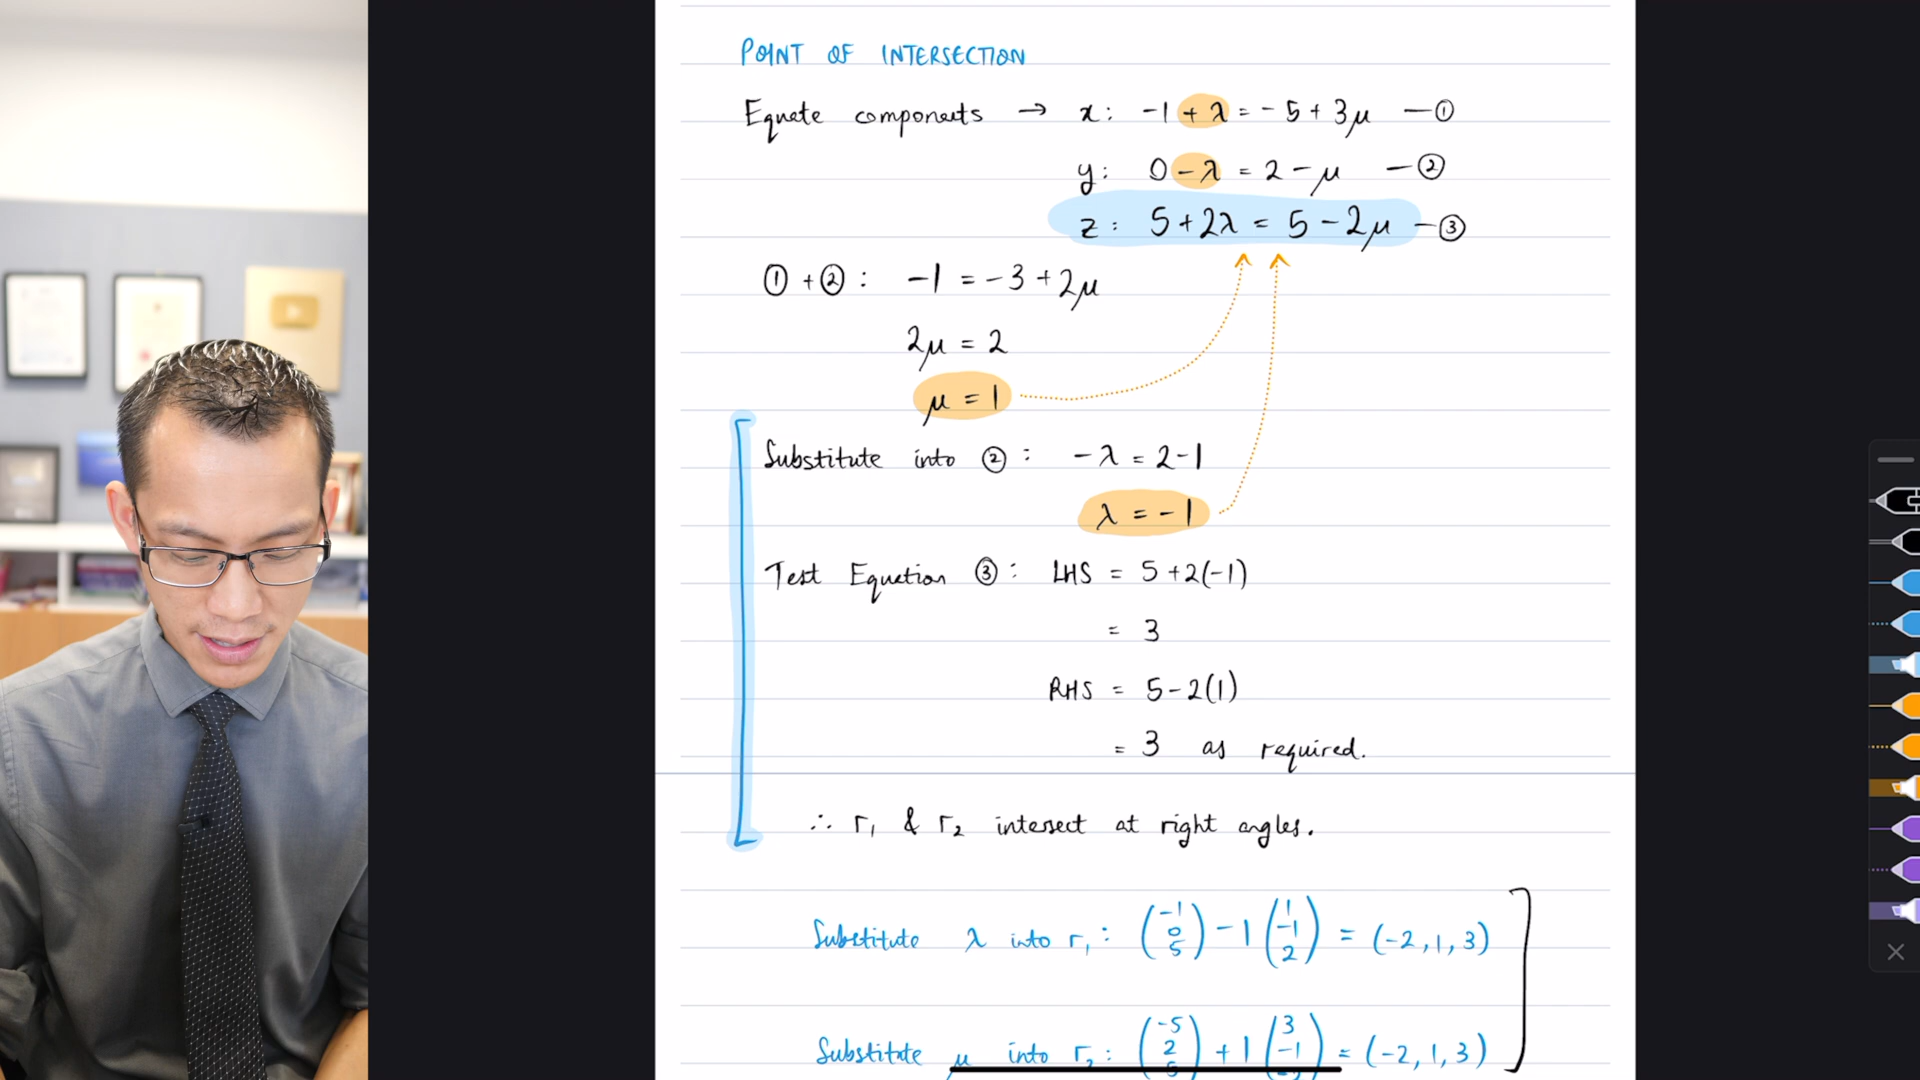 POINT OF INTERSECTION
Equate components → x: -1 + λ = -5 + 3μ —①
y: 0 - λ = 2 - μ —②
z: 5 + 2λ = 5 - 2μ —③
① + ②: -1 = -3 + 2μ
2μ = 2
μ = 1
Substitute into ②: -λ = 2 - 1
λ = -1
Test Equation ③: LHS = 5 + 2(-1)
= 3
RHS = 5 - 2(1)
= 3 as required.
∴ r₁ & r₂ intersect at right angles.
Substitute λ into r₁: (-1 0 5) - 1 (1 -1 2) = (-2, 1, 3)
Substitute μ into r₂: (-5 2 5) + 1 (3 -1 -2) = (-2, 1, 3)